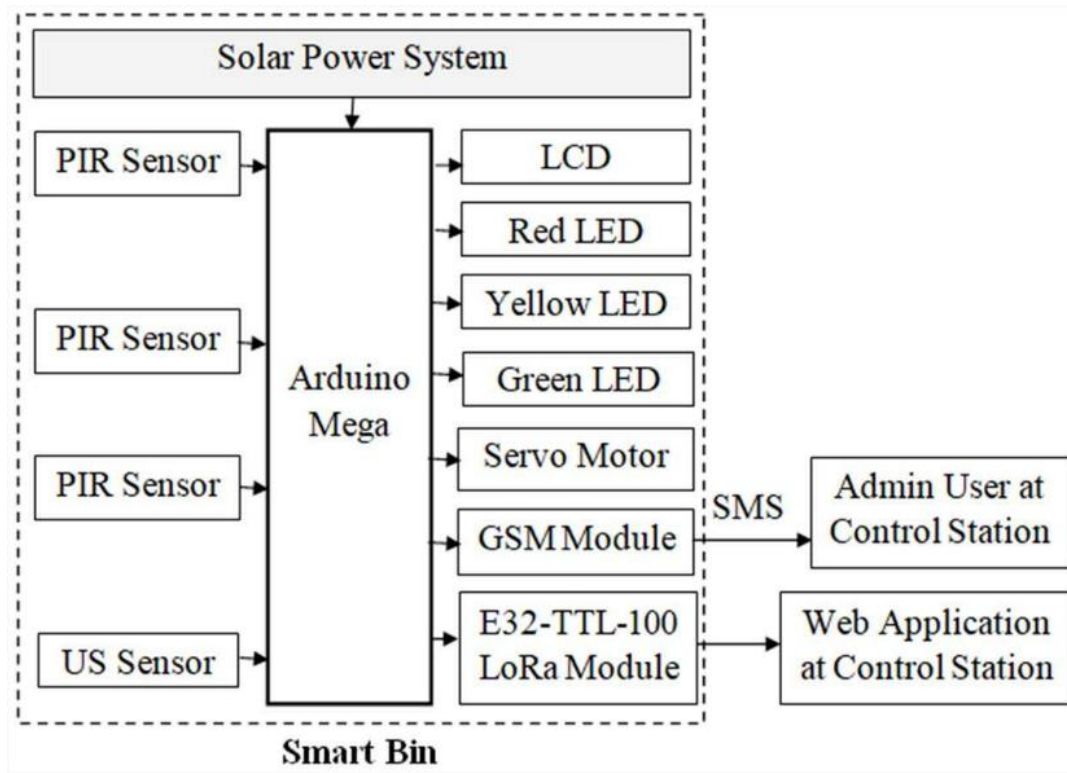 Solar Power System
PIR Sensor
PIR Sensor
PIR Sensor
US Sensor
Arduino
Mega
LCD
Red LED
Yellow LED
Green LED
Servo Motor
GSM Module
E32-TTL-100
LoRa Module
SMS
Admin User at
Control Station
Web Application
at Control Station
Smart Bin